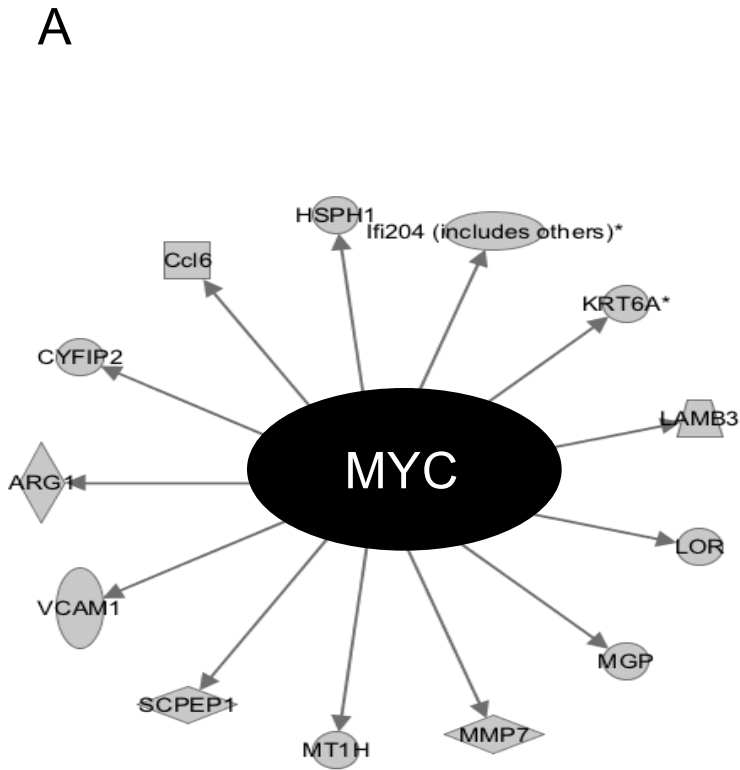 A
HSPH1
Ifi204 (includes others)*
Ccl6
KRT6A*
CYFIP2
LAMB3
MYC
ARG1
LOR
VCAM1
MGP
SCPEP1
MMP7
MT1H